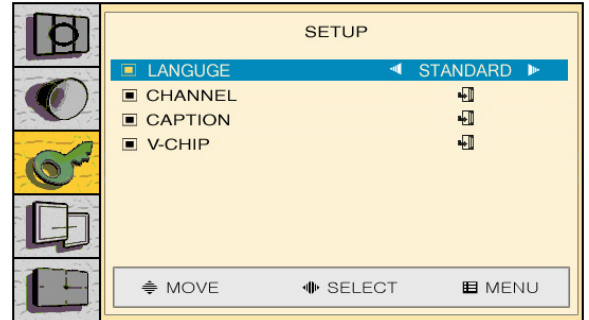 SETUP
LANGUGE STANDARD
CHANNEL
CAPTION
V-CHIP
MOVE SELECT MENU